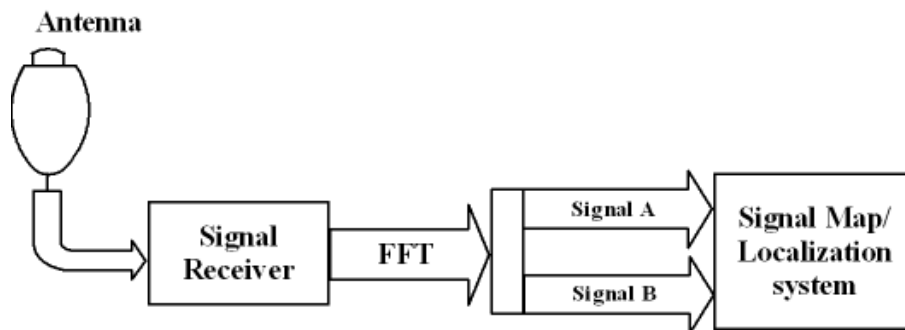 Antenna
Signal
Receiver
FFT
Signal A
Signal B
Signal Map/
Localization
system